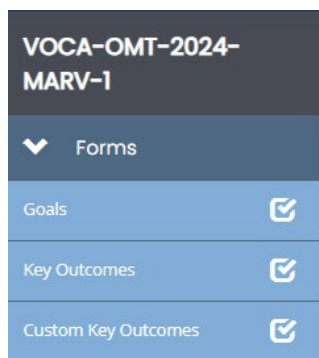 VOCA-OMT-2024-
MARV-1
Forms
Goals
Key Outcomes
Custom Key Outcomes